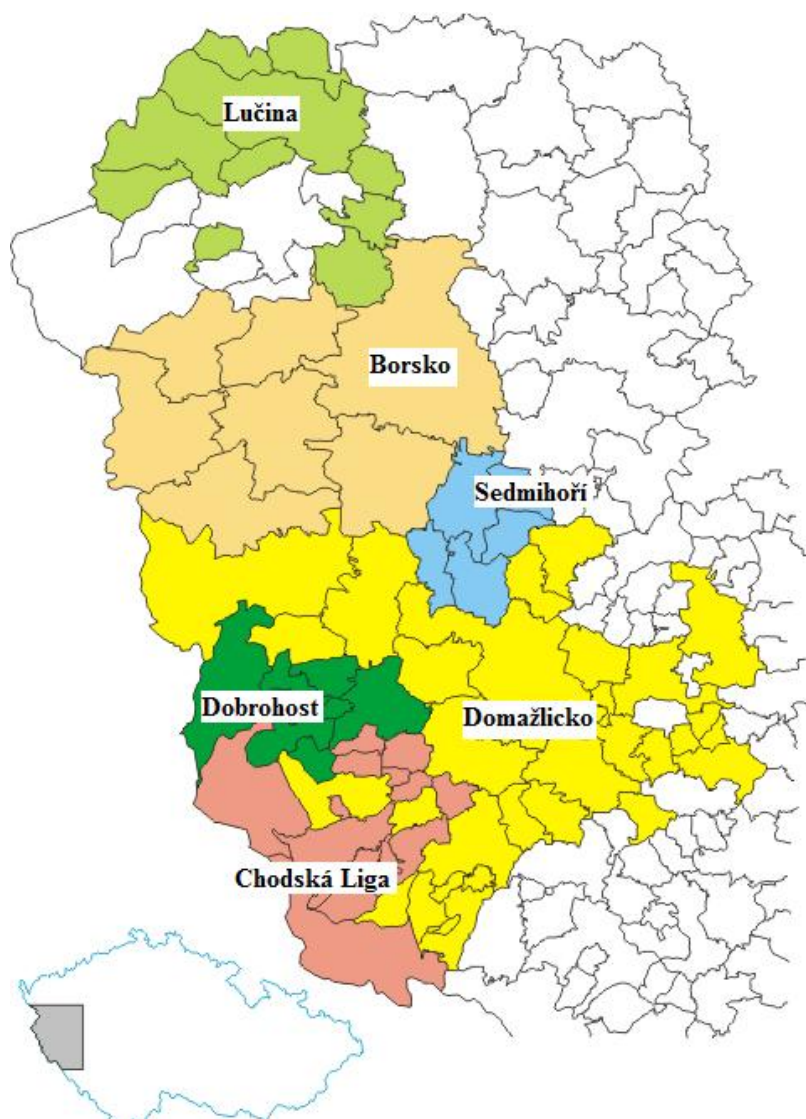 Lučina
Borsko
Sedmihoří
Dobrohost
Domažlicko
Chodská Liga